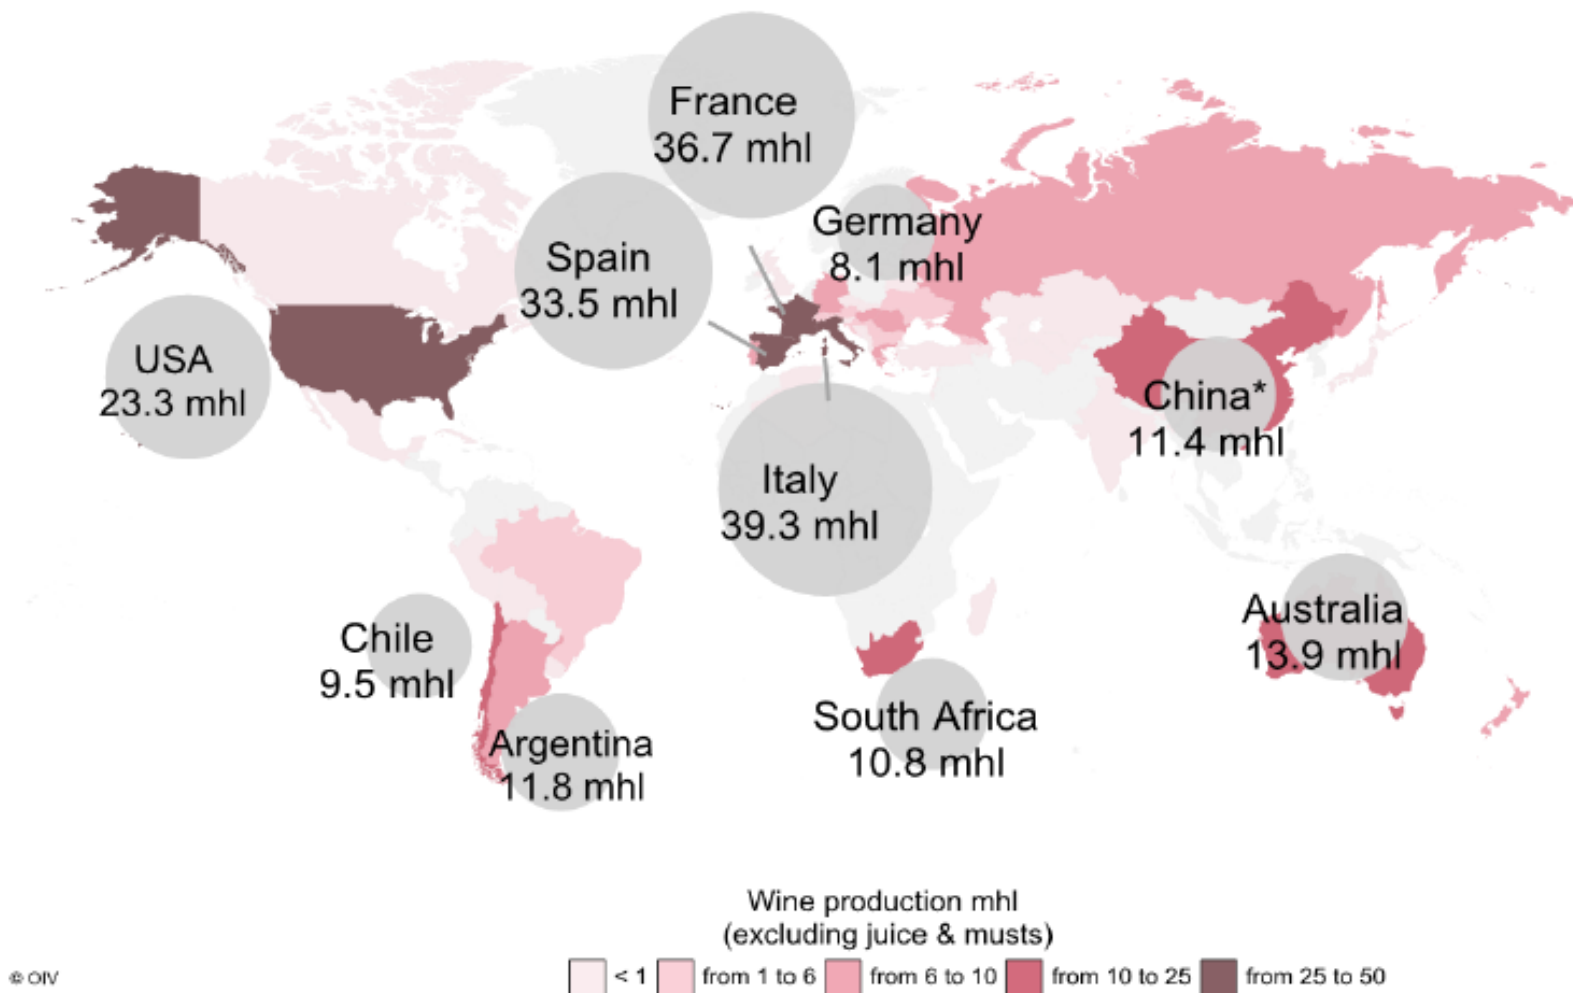 France
36.7 mhl
Germany
8.1 mhl
Spain
33.5 mhl
USA
23.3 mhl
China*
11.4 mhl
Italy
39.3 mhl
Australia
13.9 mhl
Chile
9.5 mhl
South Africa
10.8 mhl
Argentina
11.8 mhl
Wine production mhl
(excluding juice & musts)
< 1 from 1 to 6 from 6 to 10 from 10 to 25 from 25 to 50
© OIV